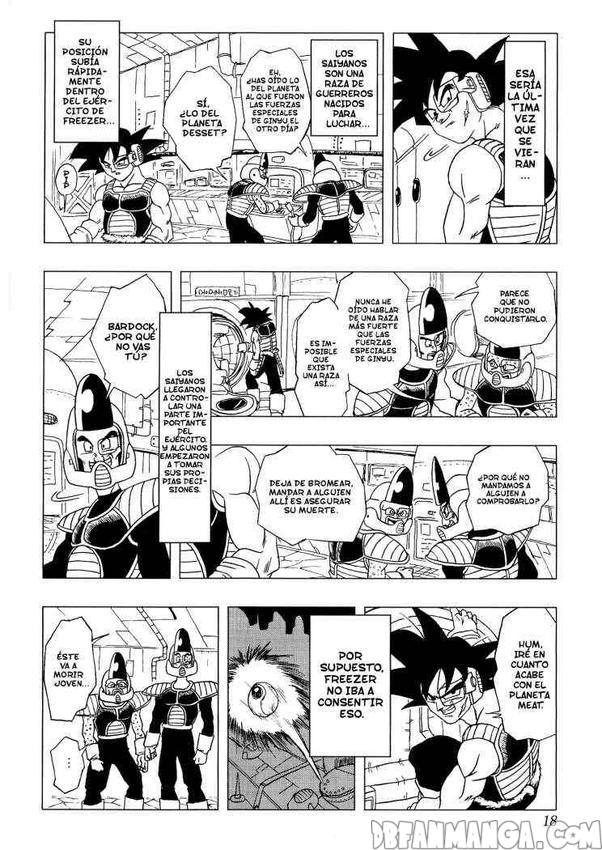 ESA
SERÍA
LA ÚL-
TIMA
VEZ
QUE SE
VIERAN
...
LOS
SAIYANOS
SON UNA
RAZA DE
GUERREROS
NACIDOS
PARA
LUCHAR...
EH,
¿HAS OÍDO
LO DEL
PLANETA AL
QUE FUERON
LAS FUERZAS
ESPECIALES
DE GINYU
EL OTRO
DÍA?
SÍ,
¿LO DEL
PLANETA
DESSET?
SU
POSICIÓN
SUBÍA
RÁPIDA-
MENTE
DENTRO
DEL EJÉR-
CITO DE
FREEZER...
PIP
PARECE
QUE NO
PUDIERON
CONQUISTARLO.
NUNCA HE
OÍDO HABLAR
DE UNA RAZA
MÁS FUERTE
QUE LAS
FUERZAS
ESPECIALES
DE GINYU.
ES IM-
POSIBLE
QUE
EXISTA
UNA RAZA
ASÍ...
¿POR QUÉ NO
MANDAMOS A
ALGUIEN A
COMPROBARLO?
DEJA DE BROMEAR,
MANDAR A ALGUIEN
ALLÍ ES ASEGURAR
SU MUERTE.
LOS
SAIYANOS
LLEGARON
A CONTRO-
LAR UNA
PARTE IM-
PORTANTE
DEL
EJÉRCITO.
Y ALGUNOS
EMPEZARON
A TOMAR
SUS PRO-
PIAS DECI-
SIONES.
BARDOCK,
¿POR QUÉ
NO VAS
TÚ?
HUM,
IRÉ EN
CUANTO
ACABE
CON EL
PLANETA
MEAT.
POR
SUPUESTO,
FREEZER
NO IBA A
CONSENTIR
ESO.
ÉSTE
VA A
MORIR
JOVEN...
...
18
DBFANMANGA.COM